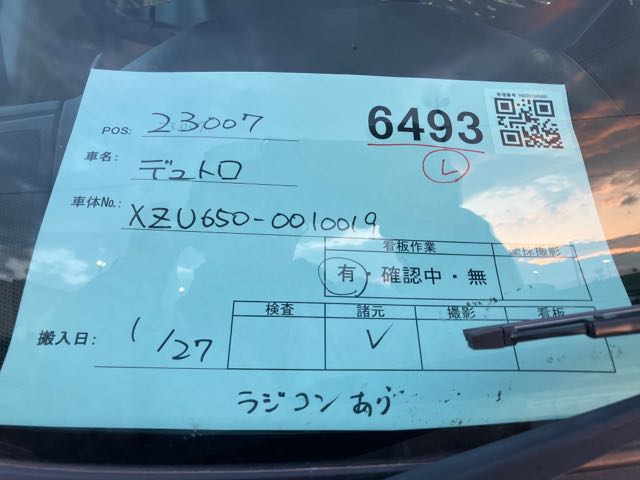 POS: 23007
6493
レ
車名: デュトロ
車体No.: XZU650-0010019
看板作業
有・確認中・無
検査 諸元 撮影 看板
搬入日: 1/27 レ
ラジコンあり